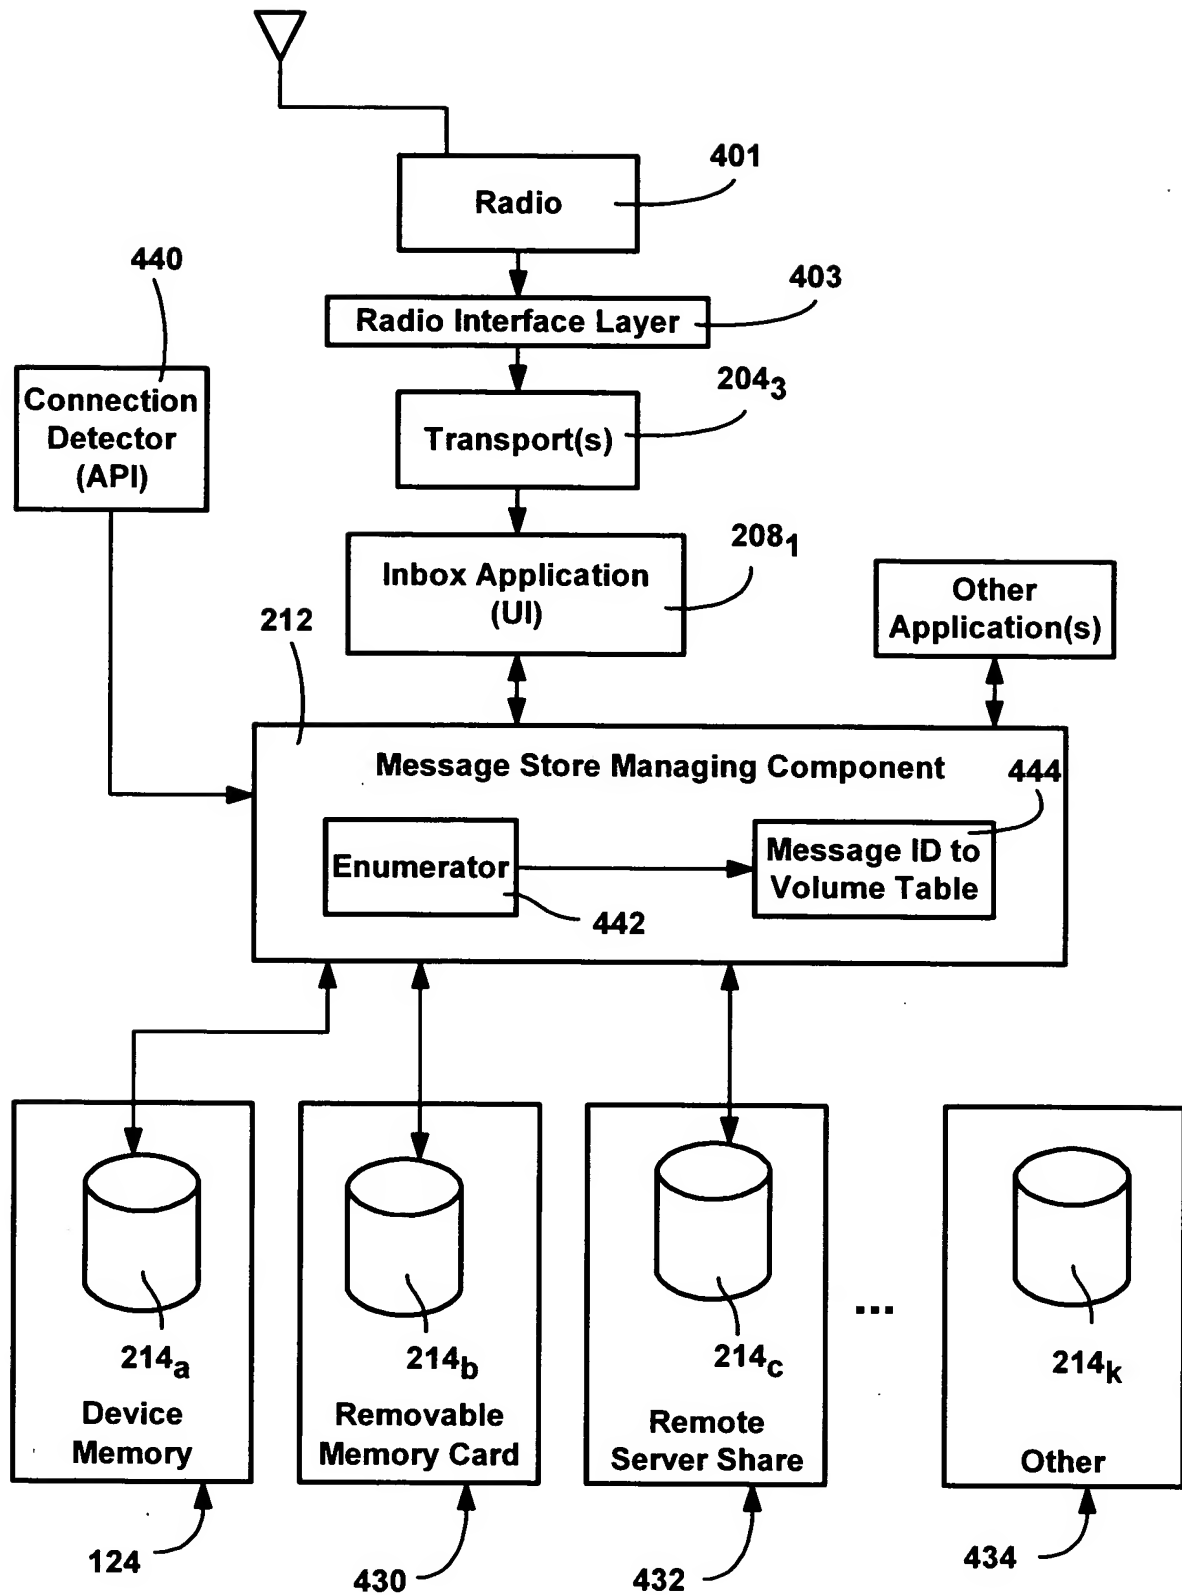 401
Radio
440
403
Radio Interface Layer
204₃
Connection
Detector
(API)
Transport(s)
208₁
Inbox Application
(UI)
Other
Application(s)
212
Message Store Managing Component
444
Enumerator
Message ID to
Volume Table
442
214ₐ
214b
214c
214ₖ
...
Device
Memory
Removable
Memory Card
Remote
Server Share
Other
124
430
432
434